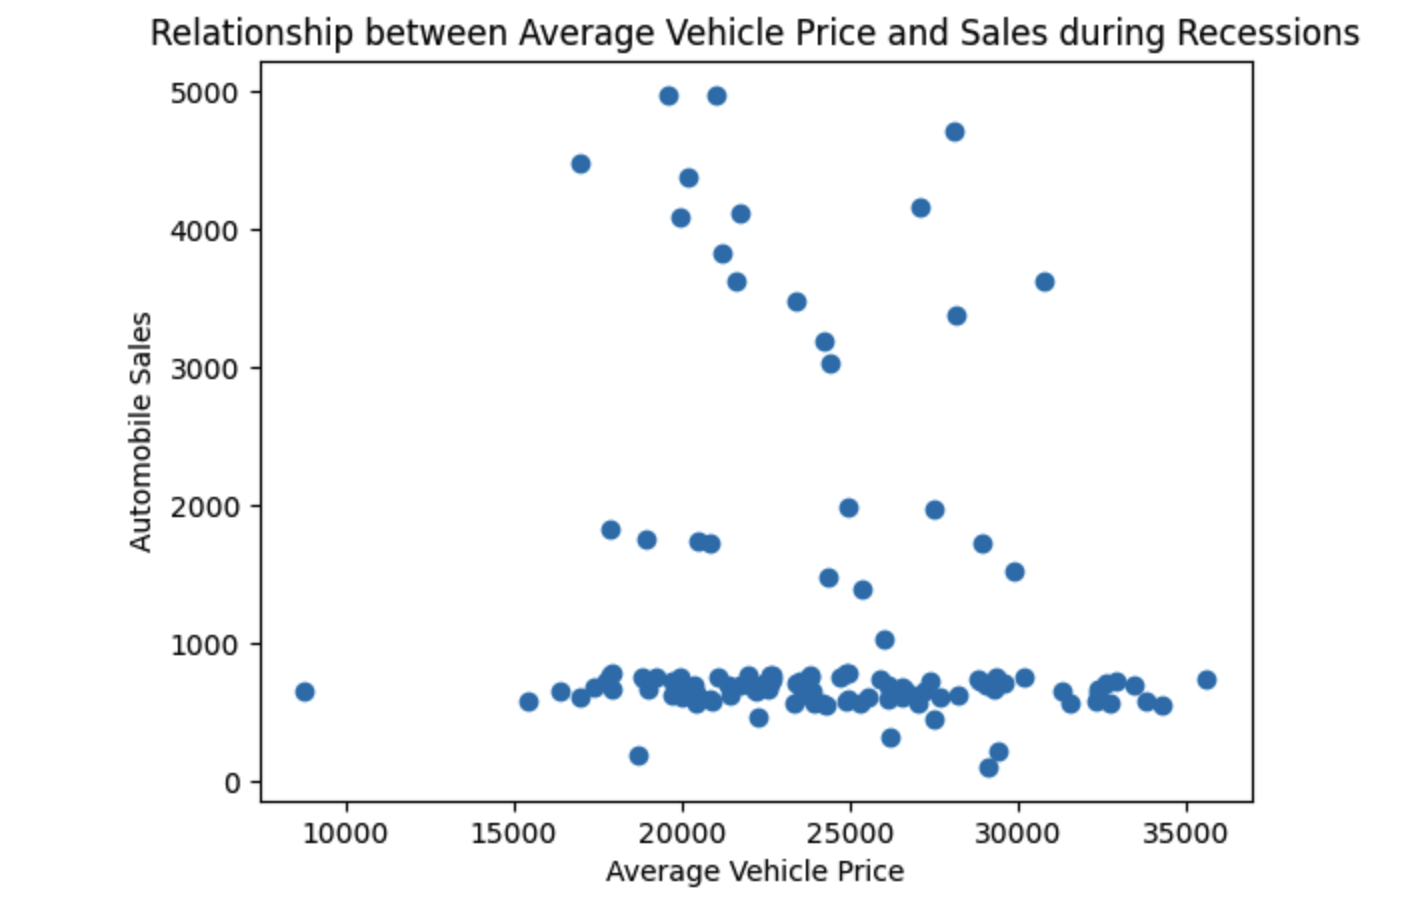 Relationship between Average Vehicle Price and Sales during Recessions
5000
4000
3000
2000
1000
0
Automobile Sales
10000 15000 20000 25000 30000 35000
Average Vehicle Price